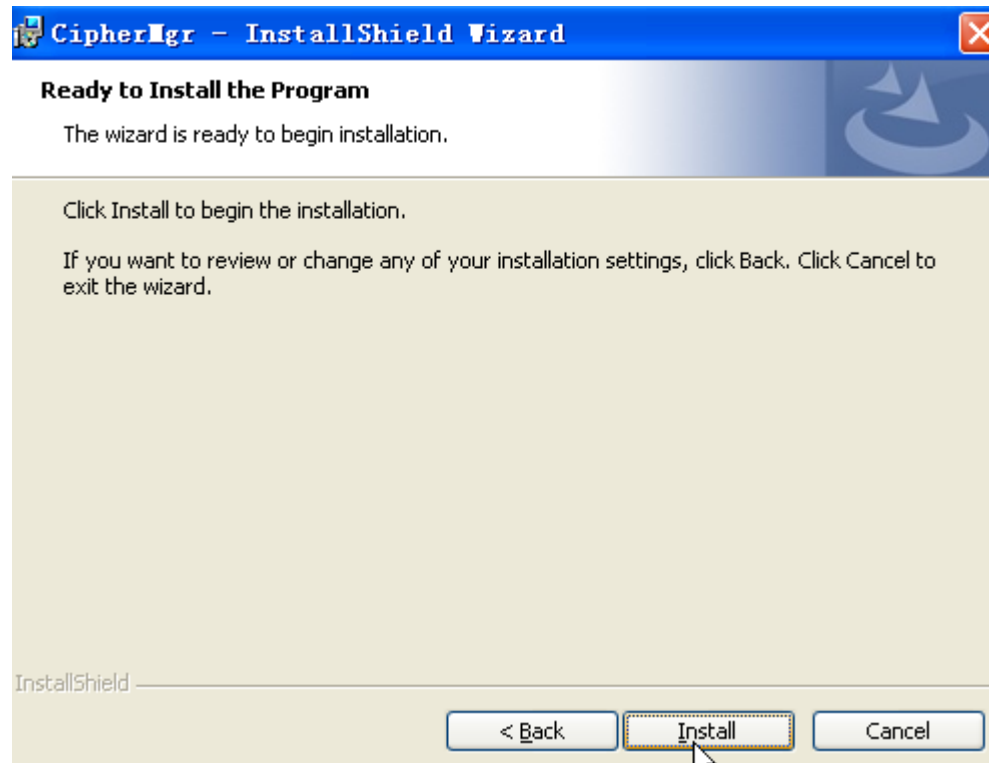 CipherMgr - InstallShield Wizard
Ready to Install the Program
The wizard is ready to begin installation.
Click Install to begin the installation.
If you want to review or change any of your installation settings, click Back. Click Cancel to
exit the wizard.
InstallShield
< Back Install Cancel